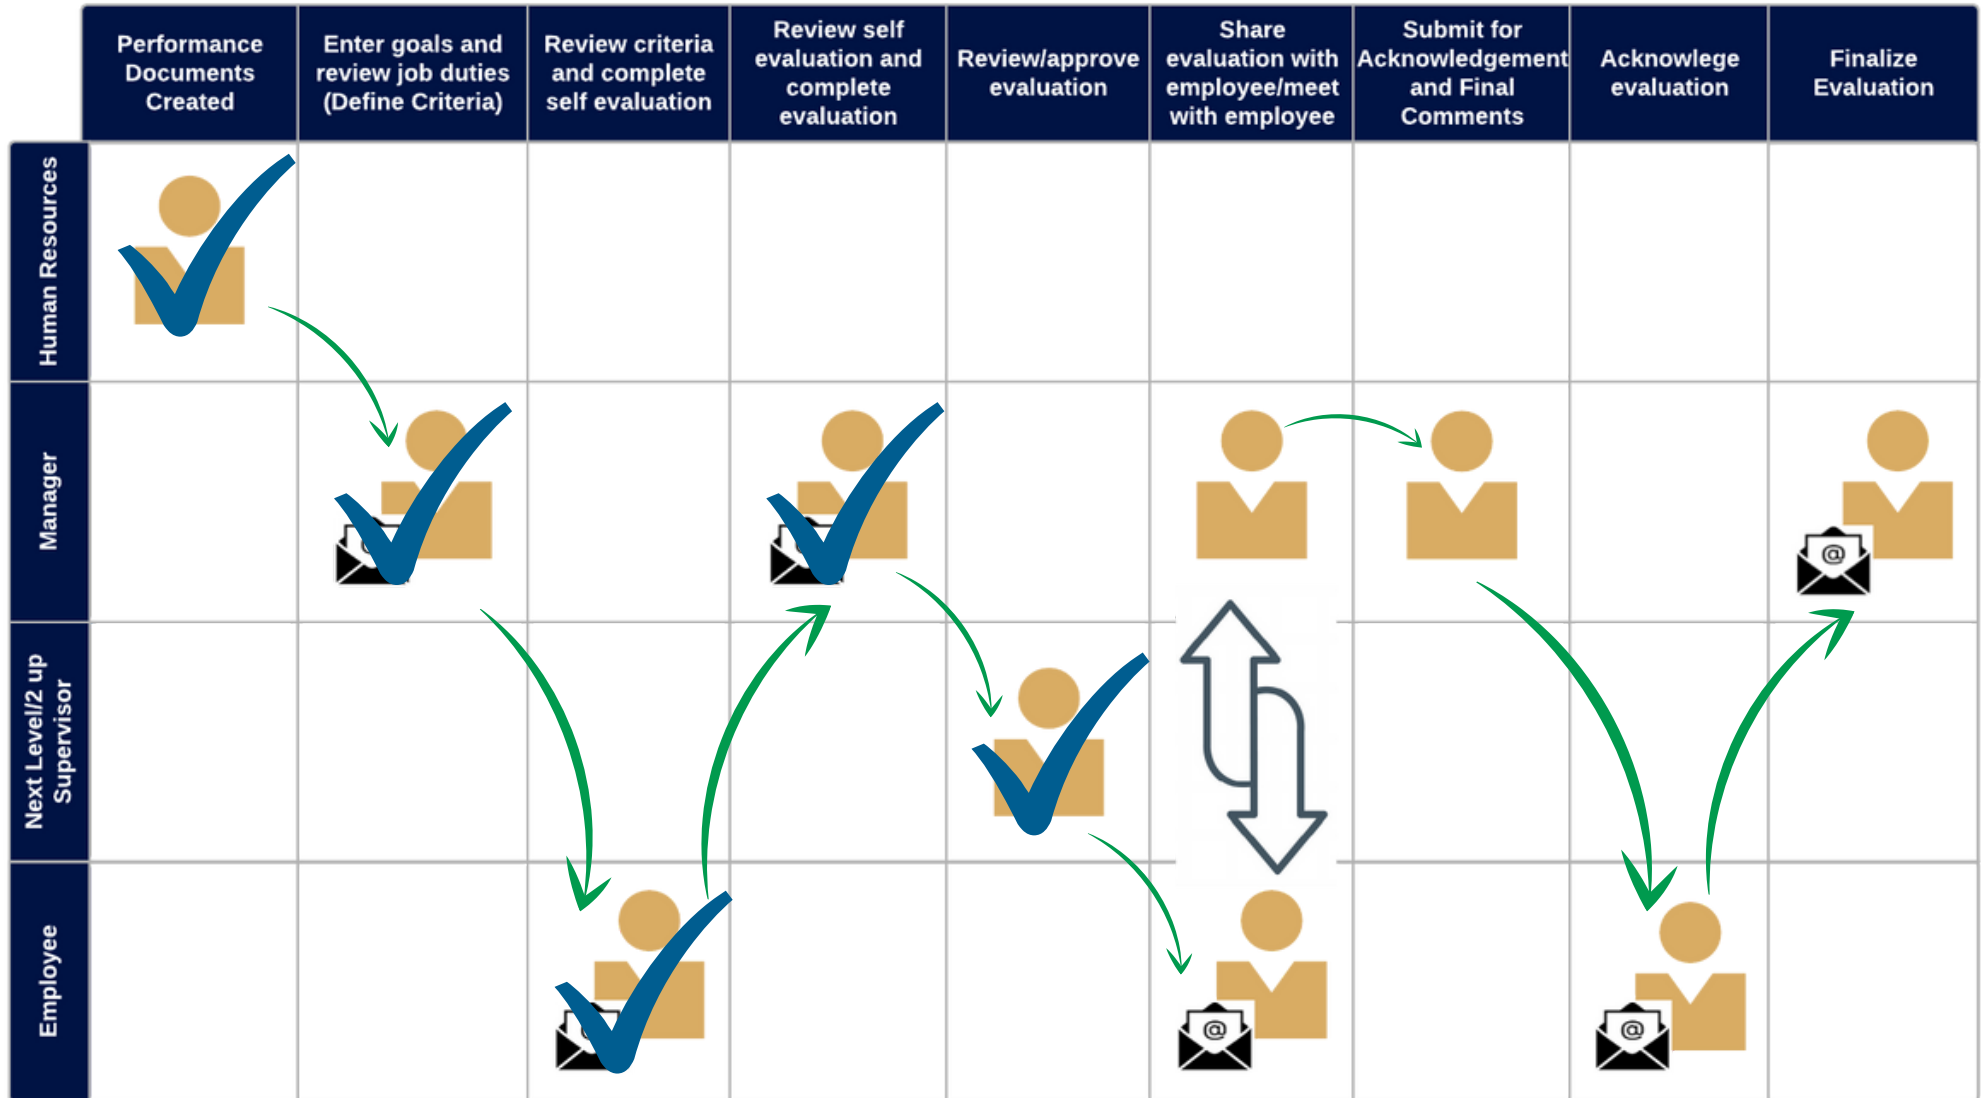 Performance
Documents
Created
Enter goals and
review job duties
(Define Criteria)
Review criteria
and complete
self evaluation
Review self
evaluation and
complete
evaluation
Review/approve
evaluation
Share
evaluation with
employee/meet
with employee
Submit for
Acknowledgement
and Final
Comments
Acknowlege
evaluation
Finalize
Evaluation
Human Resources
Manager
@
@
@
Next Level/2 up
Supervisor
Employee
@
@
@